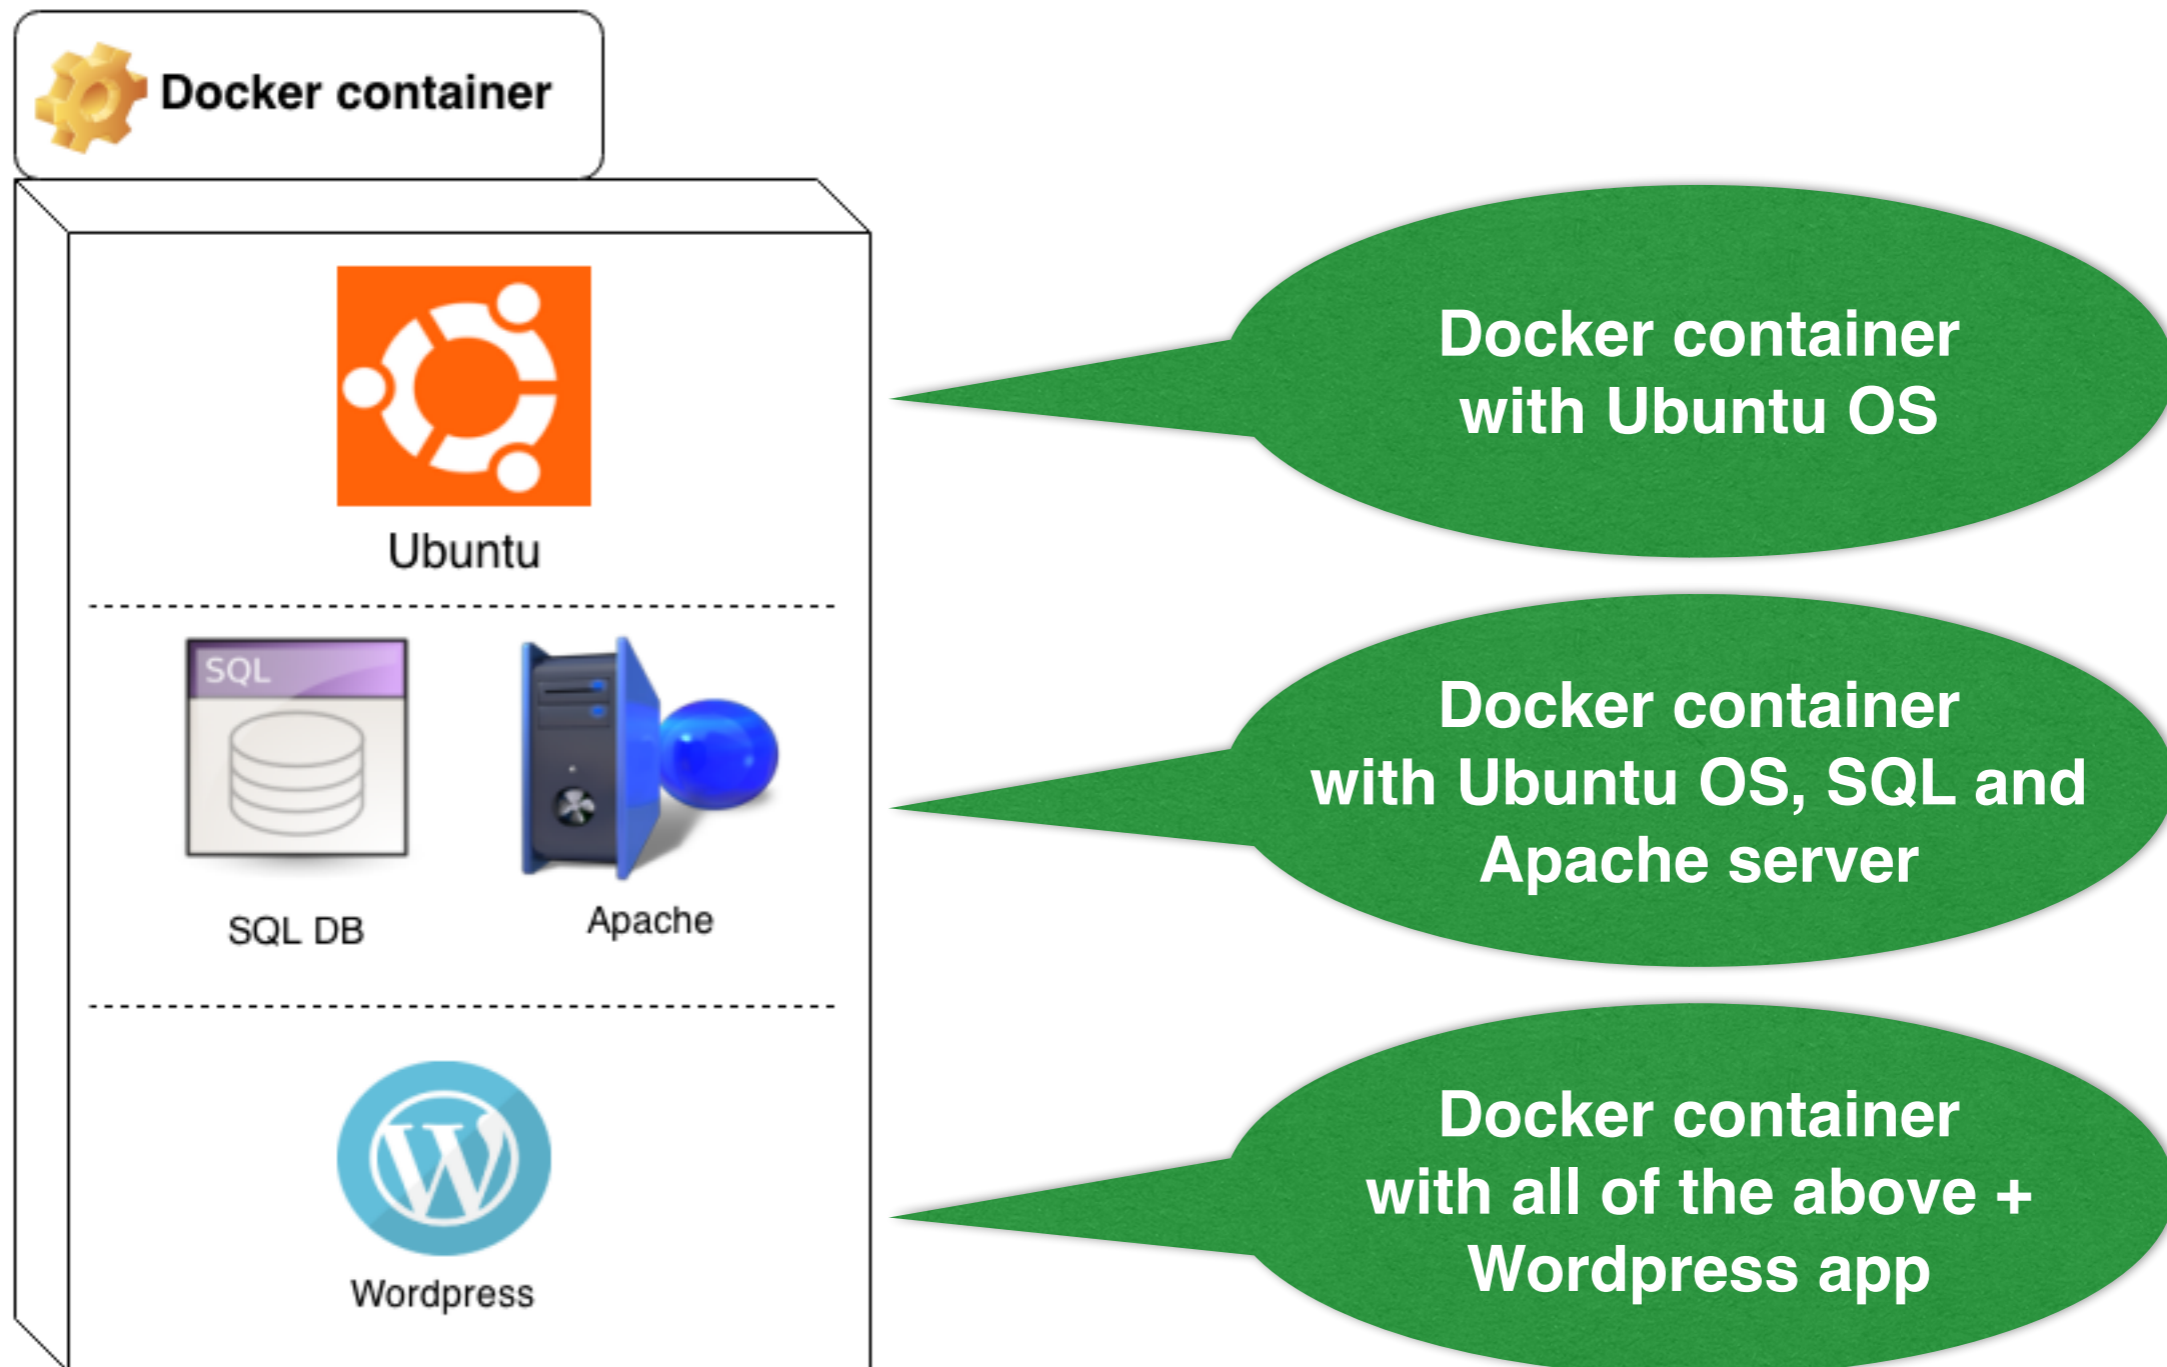 Docker container
Ubuntu
SQL
SQL DB
Apache
Wordpress
Docker container
with Ubuntu OS
Docker container
with Ubuntu OS, SQL and
Apache server
Docker container
with all of the above +
Wordpress app